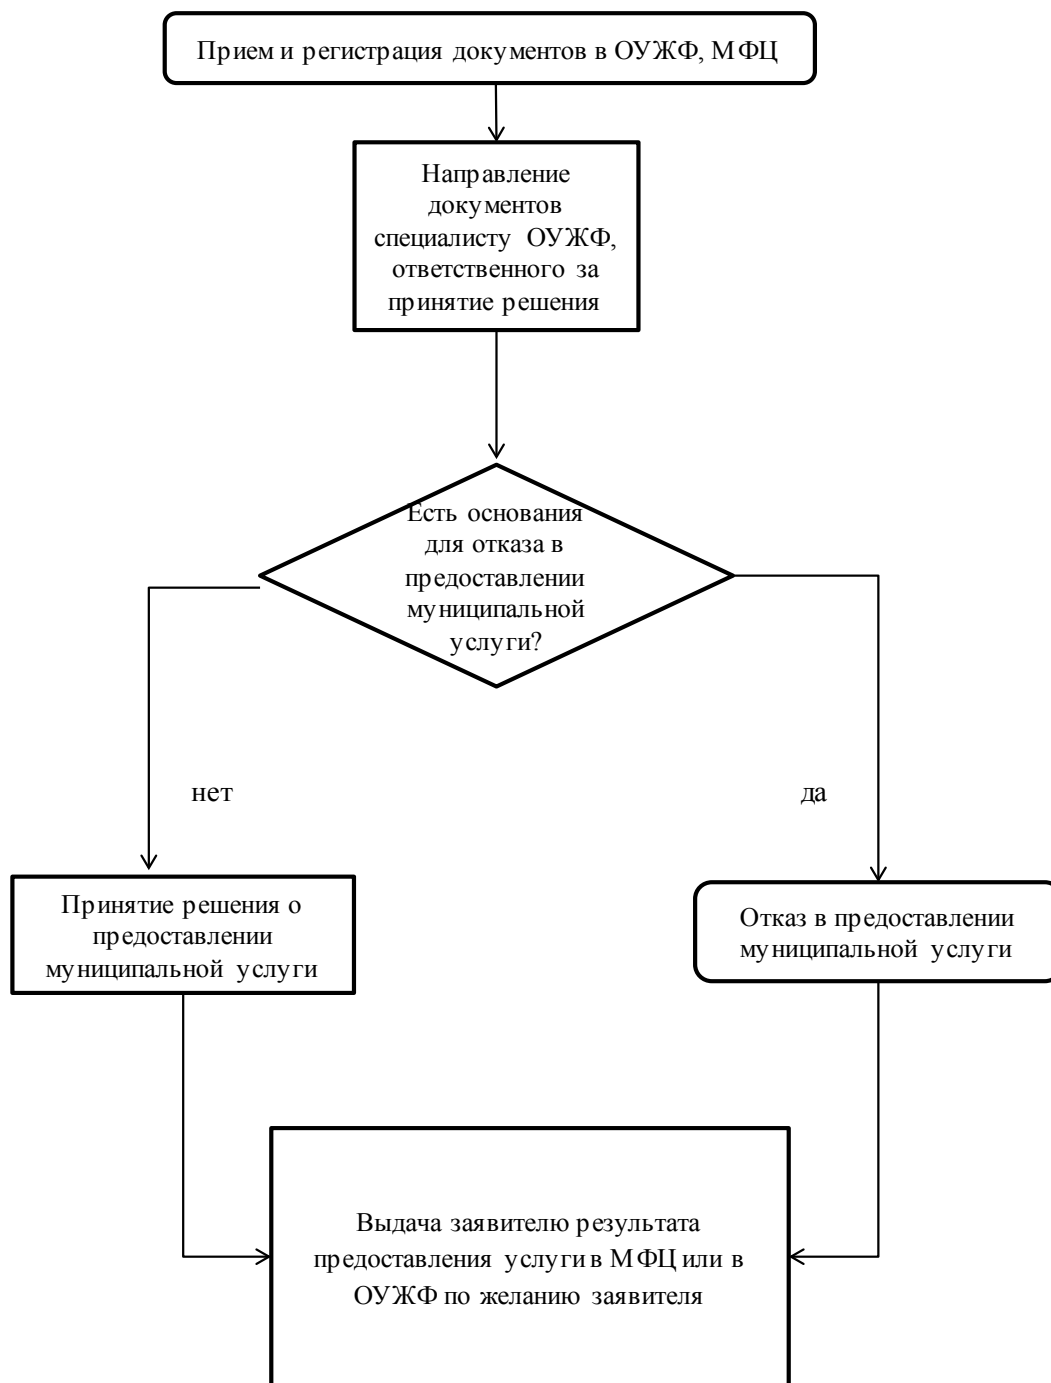 Прием и регистрация документов в ОУЖФ, МФЦ
Направление
документов
специалисту ОУЖФ,
ответственного за
принятие решения
Есть основания
для отказа в
предоставлении
муниципальной
услуги?
нет
да
Принятие решения о
предоставлении
муниципальной услуги
Отказ в предоставлении
муниципальной услуги
Выдача заявителю результата
предоставления услуги в МФЦ или в
ОУЖФ по желанию заявителя